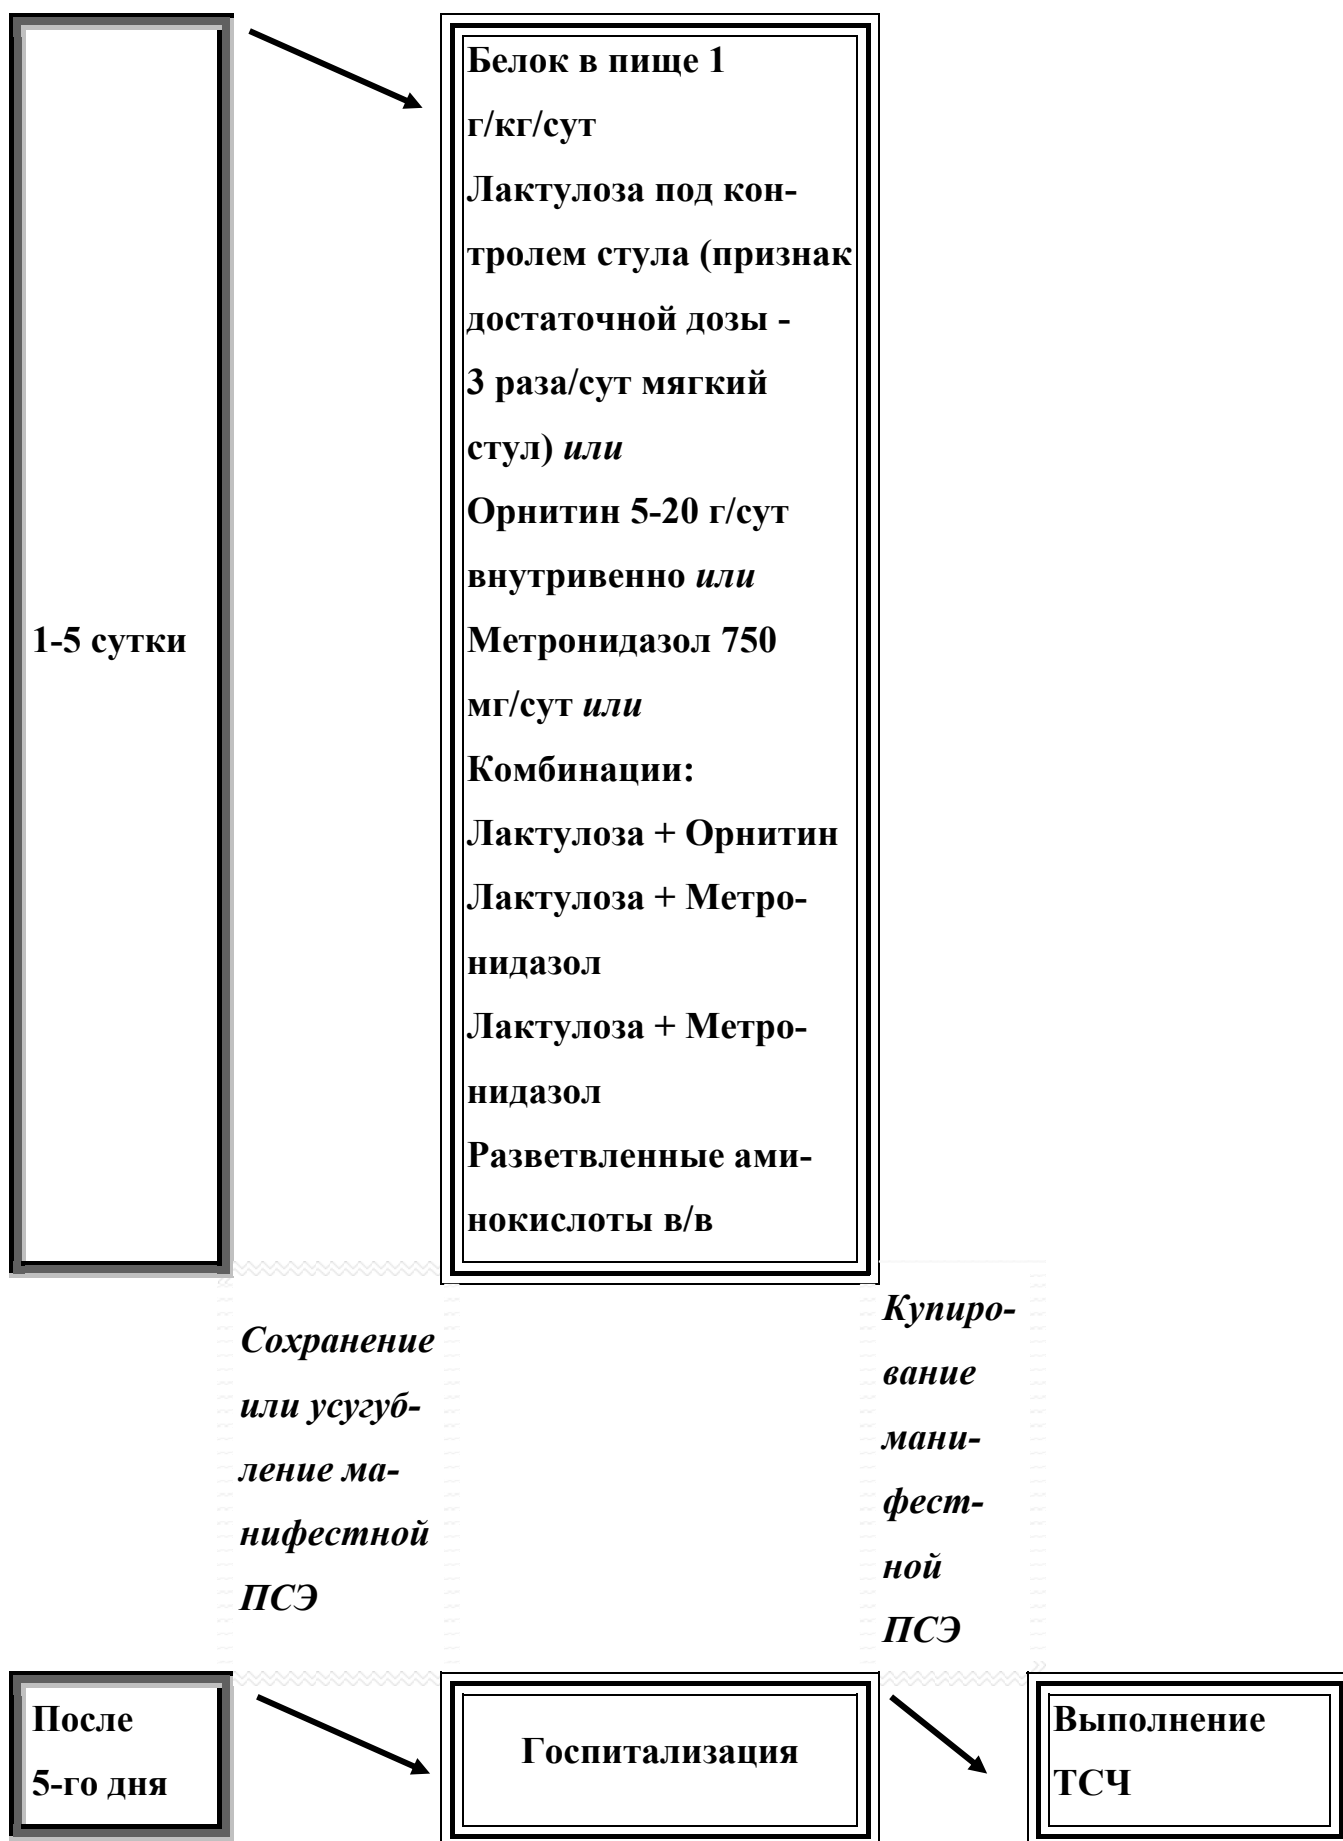 1-5 сутки
Белок в пище 1
г/кг/сут
Лактулоза под кон-
тролем стула (признак
достаточной дозы -
3 раза/сут мягкий
стул) или
Орнитин 5-20 г/сут
внутривенно или
Метронидазол 750
мг/сут или
Комбинации:
Лактулоза + Орнитин
Лактулоза + Метро-
нидазол
Лактулоза + Метро-
нидазол
Разветвленные ами-
нокислоты в/в
Сохранение
или усугуб-
ление ма-
нифестной
ПСЭ
Купиро-
вание
мани-
фест-
ной
ПСЭ
После
5-го дня
Госпитализация
Выполнение
ТСЧ